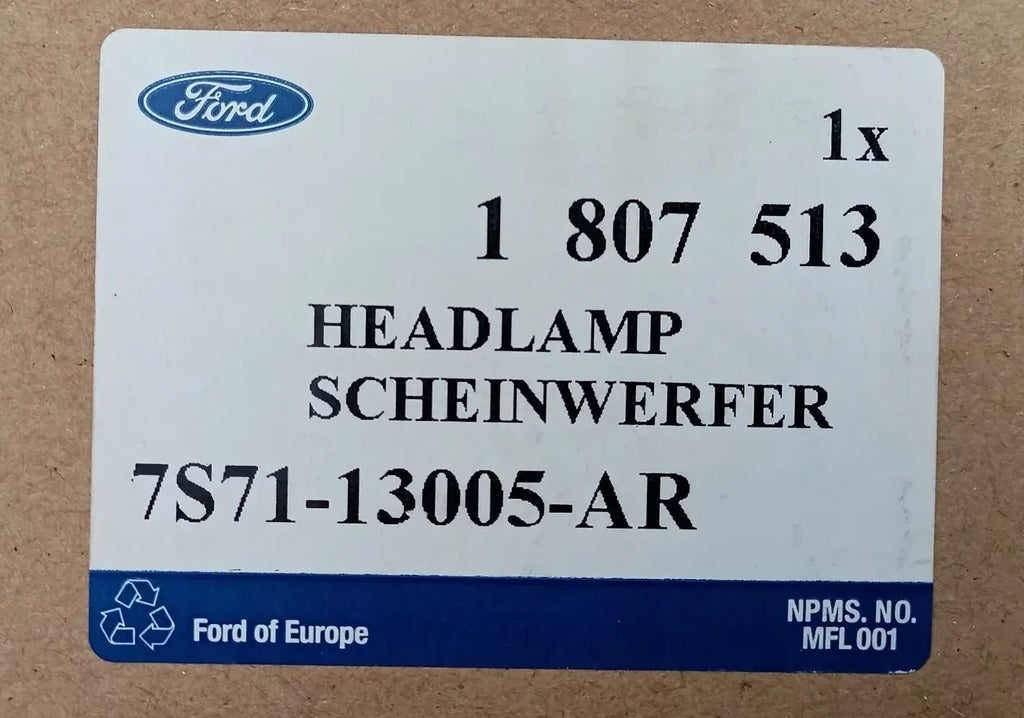 Ford
1x
1 807 513
HEADLAMP
SCHEINWERFER
7S71-13005-AR
Ford of Europe
NPMS. NO.
MFL 001